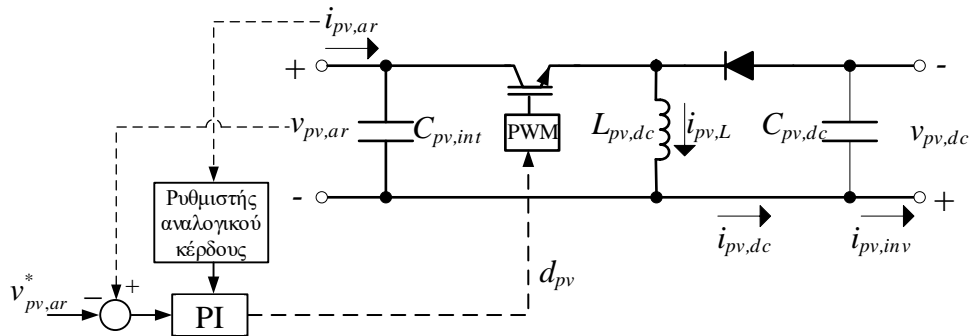 i_{pv,ar}
+
-
v_{pv,ar}
C_{pv,int}
PWM
L_{pv,dc}
i_{pv,L}
C_{pv,dc}
v_{pv,dc}
-
+
Ρυθμιστής
αναλογικού
κέρδους
i_{pv,dc}
i_{pv,inv}
d_{pv}
v^{*}_{pv,ar}
−
+
PI